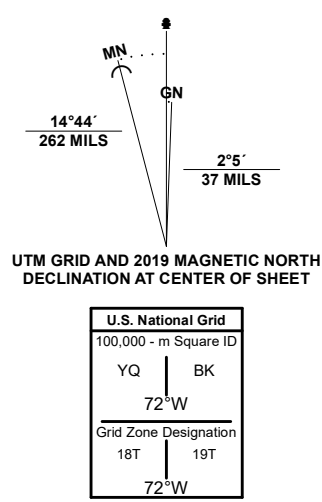 MN
GN
14°44´
262 MILS
2°5´
37 MILS
UTM GRID AND 2019 MAGNETIC NORTH
DECLINATION AT CENTER OF SHEET
U.S. National Grid
100,000 - m Square ID
YQ BK
72°W
Grid Zone Designation
18T 19T
72°W